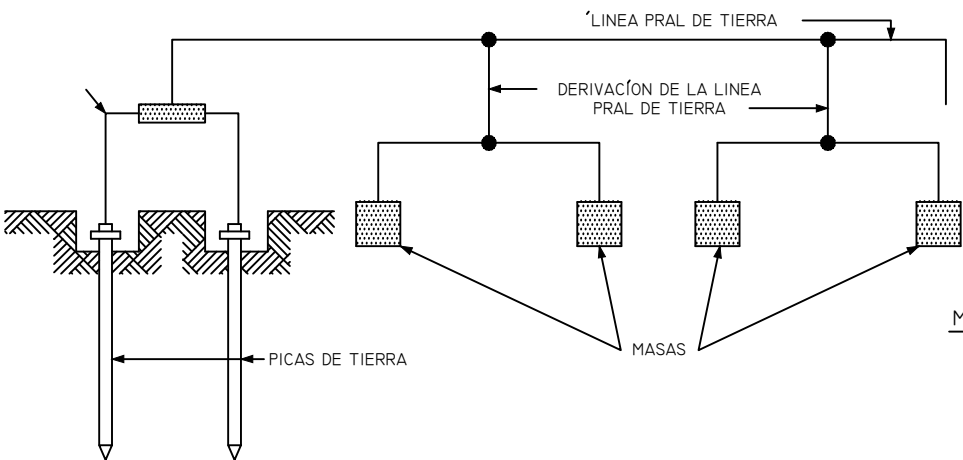 ´LINEA PRAL DE TIERRA
DERIVACÍON DE LA LINEA
PRAL DE TIERRA
MASAS
PICAS DE TIERRA
M